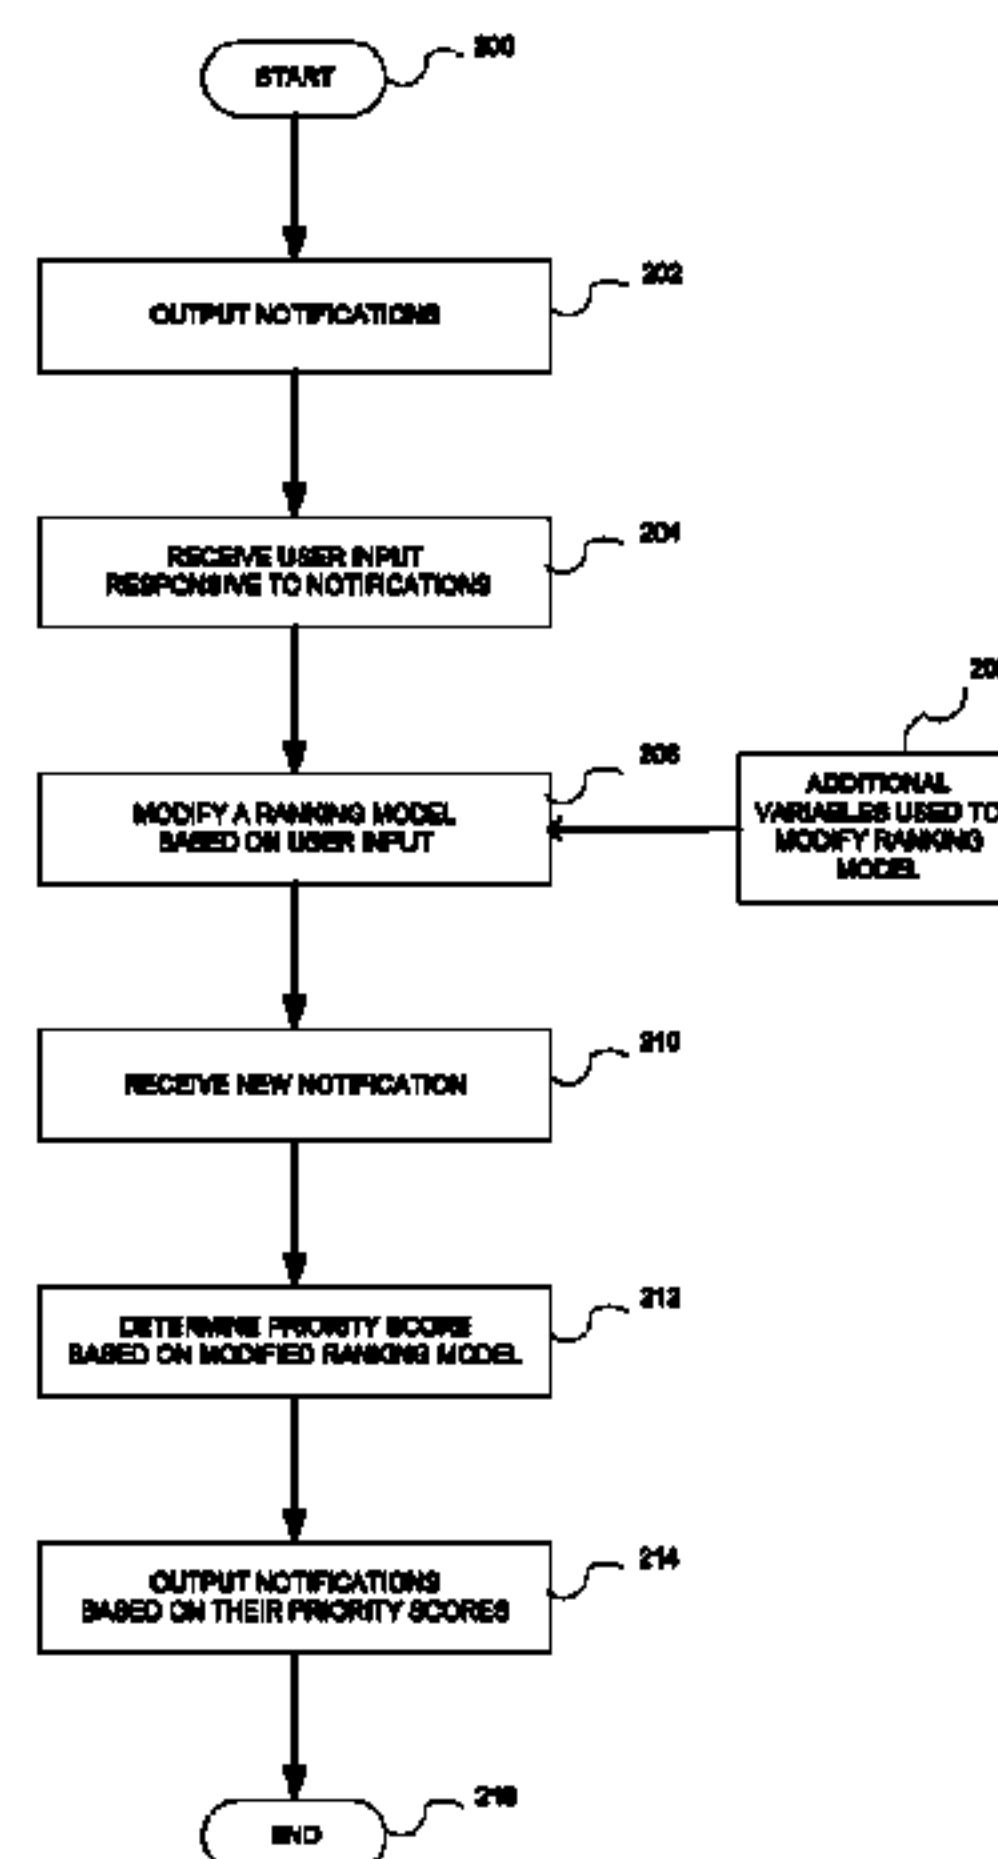 START
200
OUTPUT NOTIFICATIONS
202
RECEIVE USER INPUT
RESPONSIVE TO NOTIFICATIONS
204
MODIFY A RANKING MODEL
BASED ON USER INPUT
206
ADDITIONAL
VARIABLES USED TO
MODIFY RANKING
MODEL
RECEIVE NEW NOTIFICATION
210
DETERMINE PRIORITY SCORE
BASED ON MODIFIED RANKING MODEL
212
OUTPUT NOTIFICATIONS
BASED ON THEIR PRIORITY SCORES
214
END
216